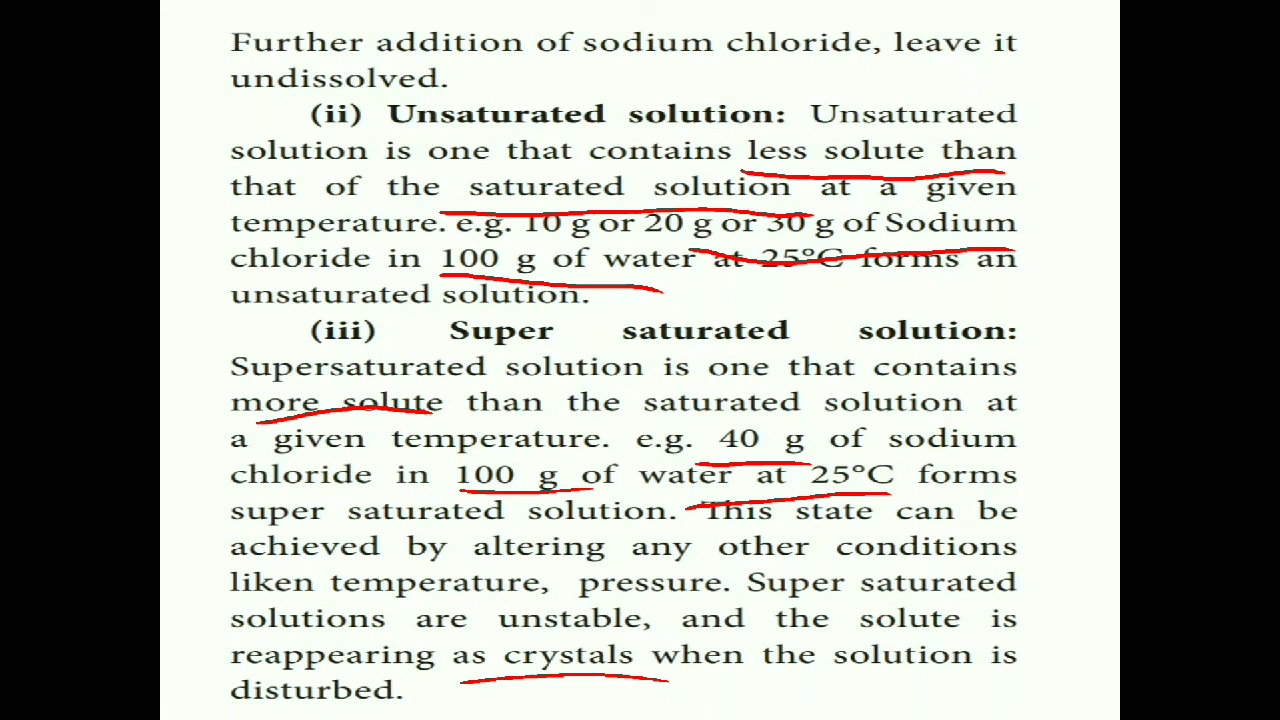 Further addition of sodium chloride, leave it
undissolved.
(ii) Unsaturated solution: Unsaturated
solution is one that contains less solute than
that of the saturated solution at a given
temperature. e.g. 10 g or 20 g or 30 g of Sodium
chloride in 100 g of water at 25°C forms an
unsaturated solution.
(iii) Super saturated solution:
Supersaturated solution is one that contains
more solute than the saturated solution at
a given temperature. e.g. 40 g of sodium
chloride in 100 g of water at 25°C forms
super saturated solution. This state can be
achieved by altering any other conditions
liken temperature, pressure. Super saturated
solutions are unstable, and the solute is
reappearing as crystals when the solution is
disturbed.